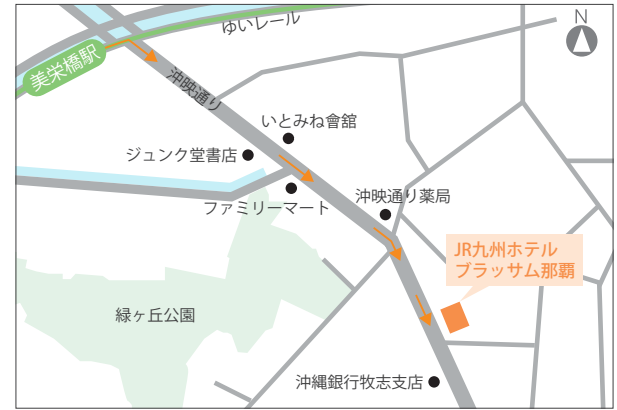 ゆいレール
N
美栄橋駅
沖映通り
いとみね會舘
ジュンク堂書店
ファミリーマート
沖映通り薬局
JR九州ホテル
ブラッサム那覇
緑ヶ丘公園
沖縄銀行牧志支店